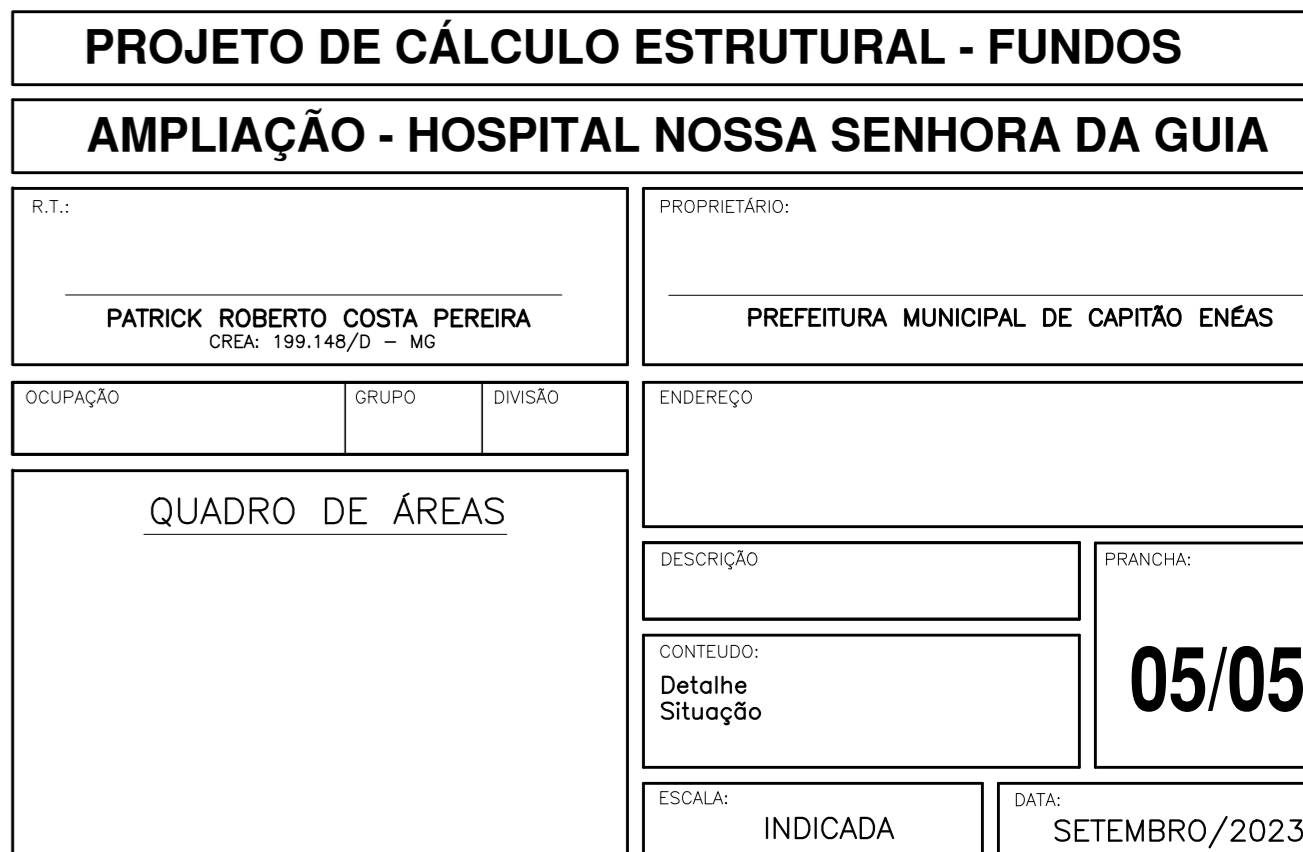 PROJETO DE CÁLCULO ESTRUTURAL - FUNDOS
AMPLIAÇÃO - HOSPITAL NOSSA SENHORA DA GUIA
R.T.:
PATRICK ROBERTO COSTA PEREIRA
CREA: 199.148/D – MG
PROPRIETÁRIO:
PREFEITURA MUNICIPAL DE CAPITÃO ENÉAS
OCUPAÇÃO
GRUPO
DIVISÃO
ENDEREÇO
QUADRO DE ÁREAS
DESCRIÇÃO
PRANCHA:
05/05
CONTEUDO:
Detalhe
Situação
ESCALA:
INDICADA
DATA:
SETEMBRO/2023